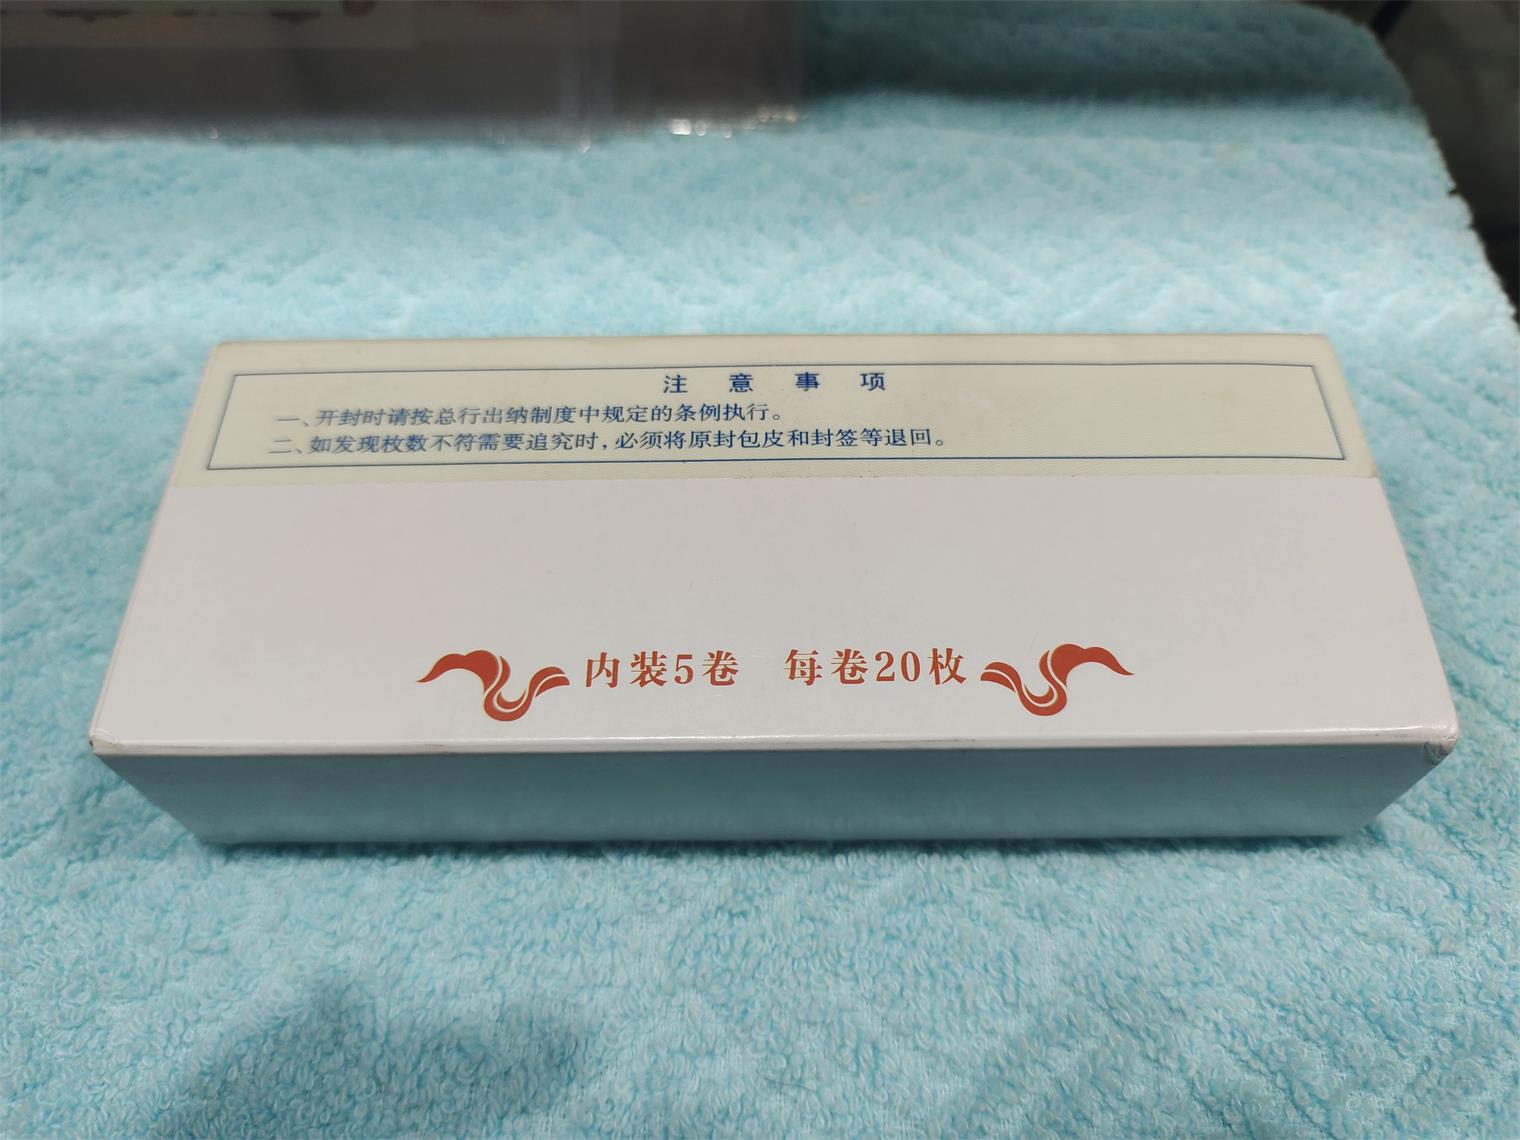 注意事项
一、开封时请按总行出纳制度中规定的条例执行。
二、如发现枚数不符需要追究时，必须将原封包皮和封签等退回。
内装5卷 每卷20枚